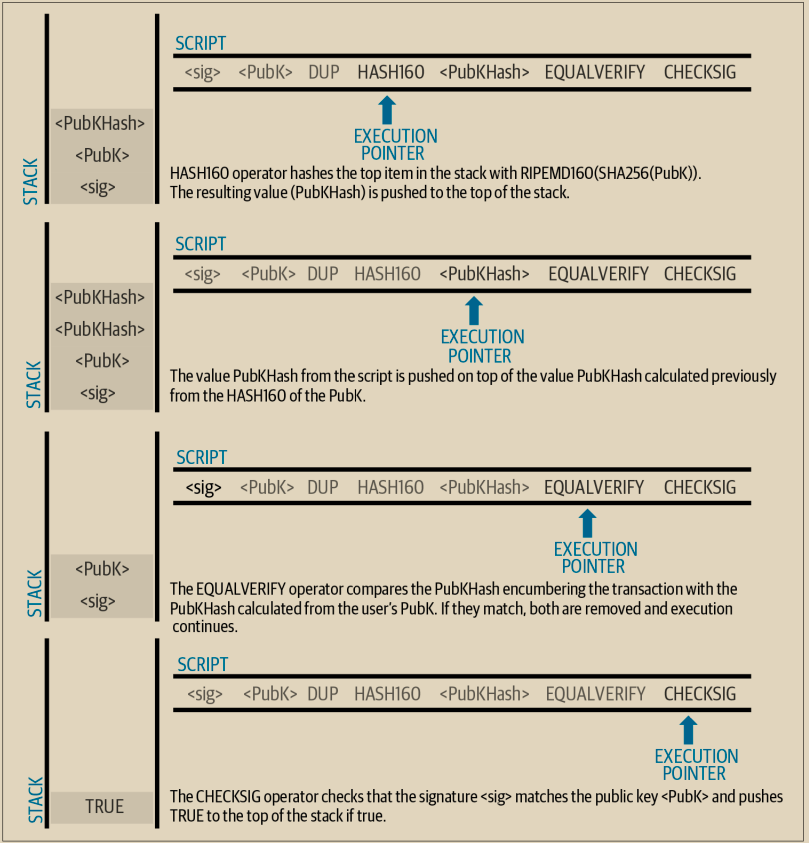 SCRIPT
<sig> <PubK> DUP HASH160 <PubKHash> EQUALVERIFY CHECKSIG
EXECUTION
POINTER
STACK
<PubKHash>
<PubK>
<sig>
HASH160 operator hashes the top item in the stack with RIPEMD160(SHA256(PubK)).
The resulting value (PubKHash) is pushed to the top of the stack.
SCRIPT
<sig> <PubK> DUP HASH160 <PubKHash> EQUALVERIFY CHECKSIG
EXECUTION
POINTER
STACK
<PubKHash>
<PubKHash>
<PubK>
<sig>
The value PubKHash from the script is pushed on top of the value PubKHash calculated previously
from the HASH160 of the PubK.
SCRIPT
<sig> <PubK> DUP HASH160 <PubKHash> EQUALVERIFY CHECKSIG
EXECUTION
POINTER
STACK
<PubK>
<sig>
The EQUALVERIFY operator compares the PubKHash encumbering the transaction with the
PubKHash calculated from the user's PubK. If they match, both are removed and execution
continues.
SCRIPT
<sig> <PubK> DUP HASH160 <PubKHash> EQUALVERIFY CHECKSIG
EXECUTION
POINTER
STACK
TRUE
The CHECKSIG operator checks that the signature <sig> matches the public key <PubK> and pushes
TRUE to the top of the stack if true.